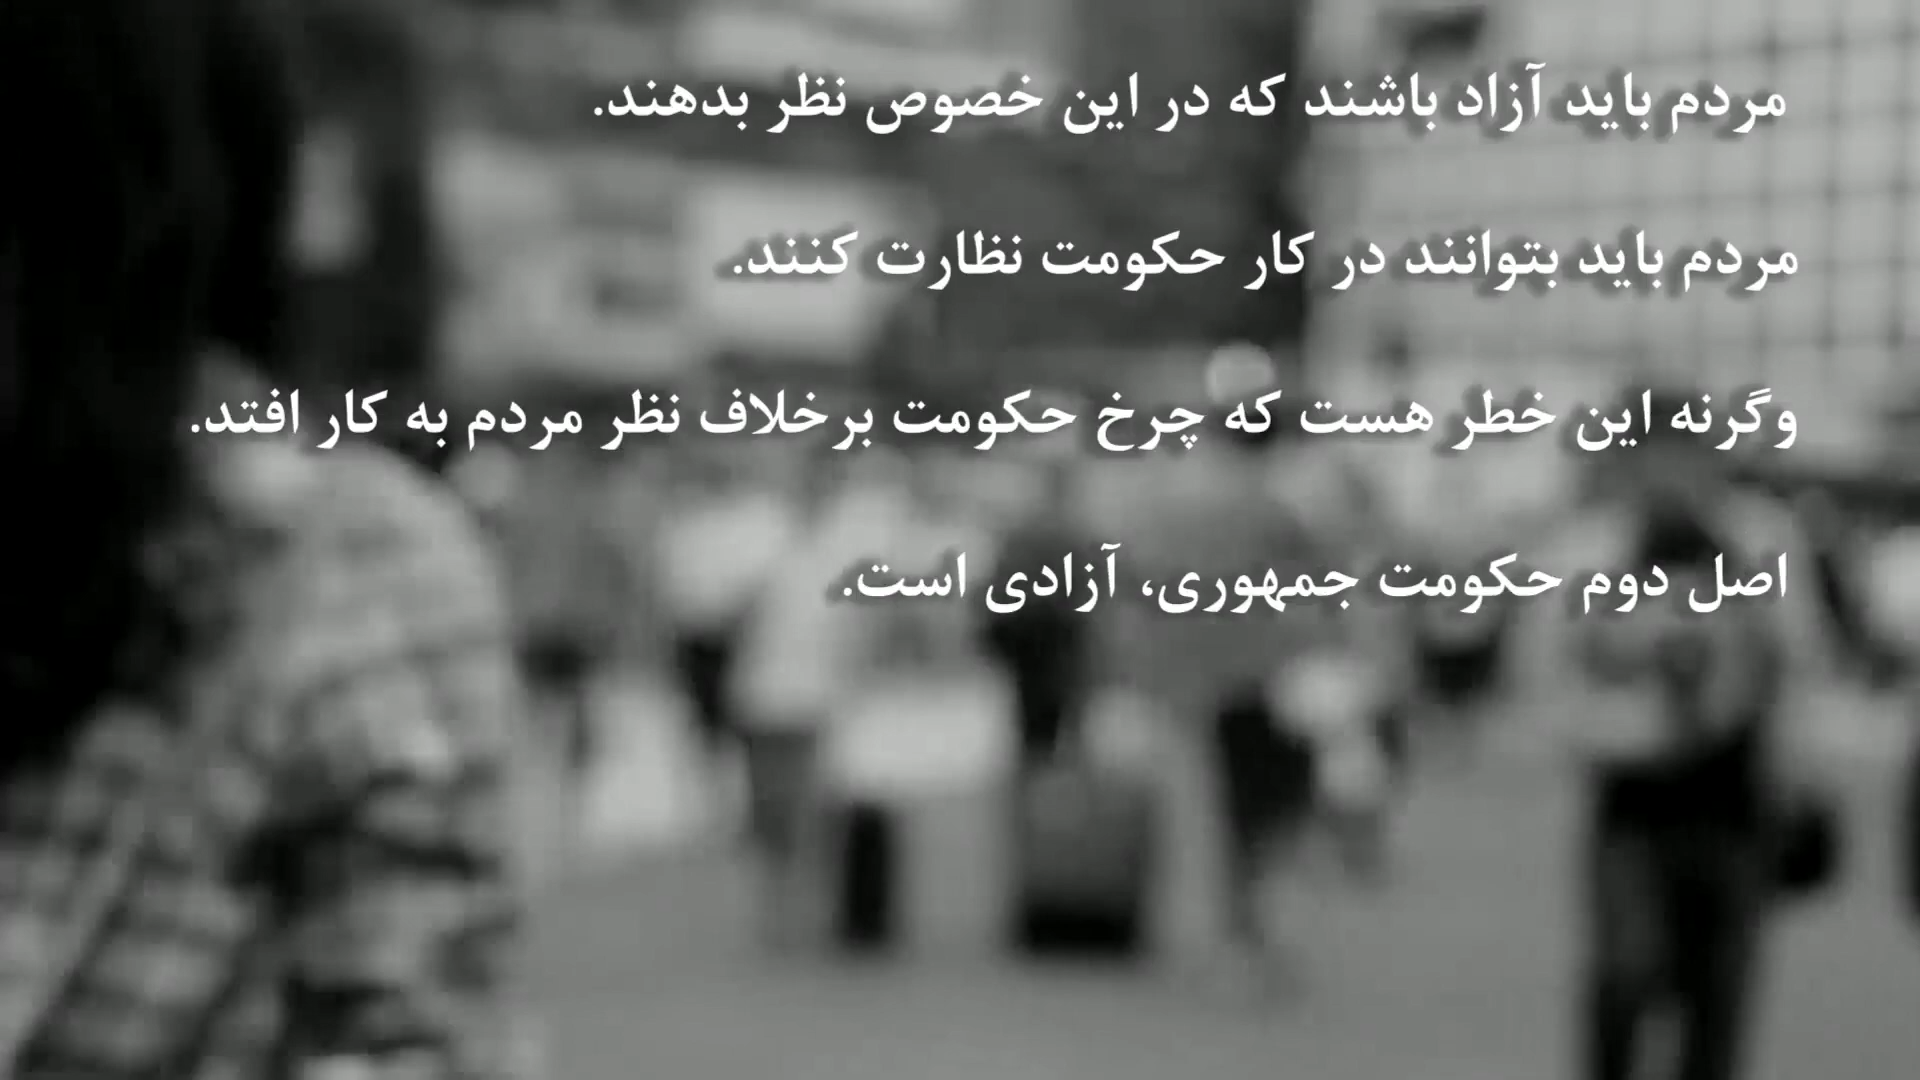 مردم باید آزاد باشند که در این خصوص نظر بدهند.
مردم باید بتوانند در کار حکومت نظارت کنند.
وگرنه این خطر هست که چرخ حکومت برخلاف نظر مردم به کار افتد.
اصل دوم حکومت جمهوری، آزادی است.